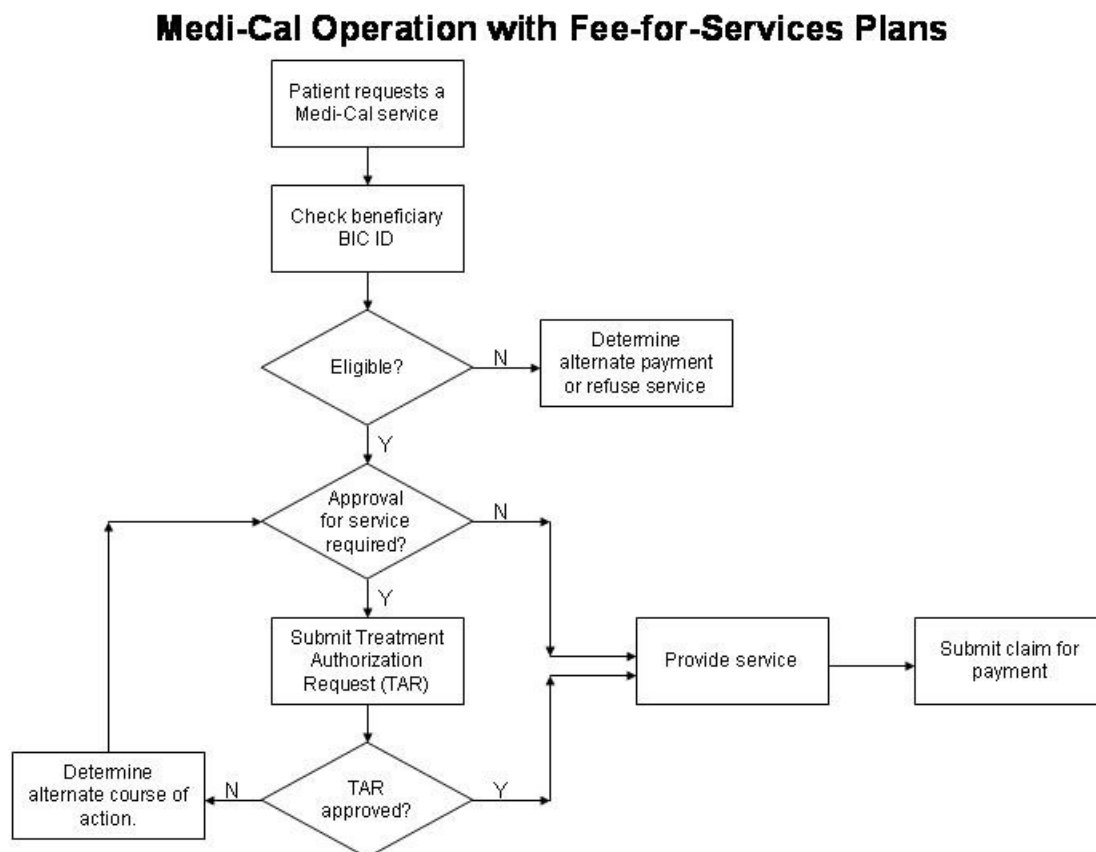 Medi-Cal Operation with Fee-for-Services Plans
Patient requests a
Medi-Cal service
Check beneficiary
BIC ID
Eligible?
N
Determine
alternate payment
or refuse service
Y
Approval
for service
required?
N
Y
Submit Treatment
Authorization
Request (TAR)
Provide service
Submit claim for
payment
Determine
alternate course of
action.
N
TAR
approved?
Y